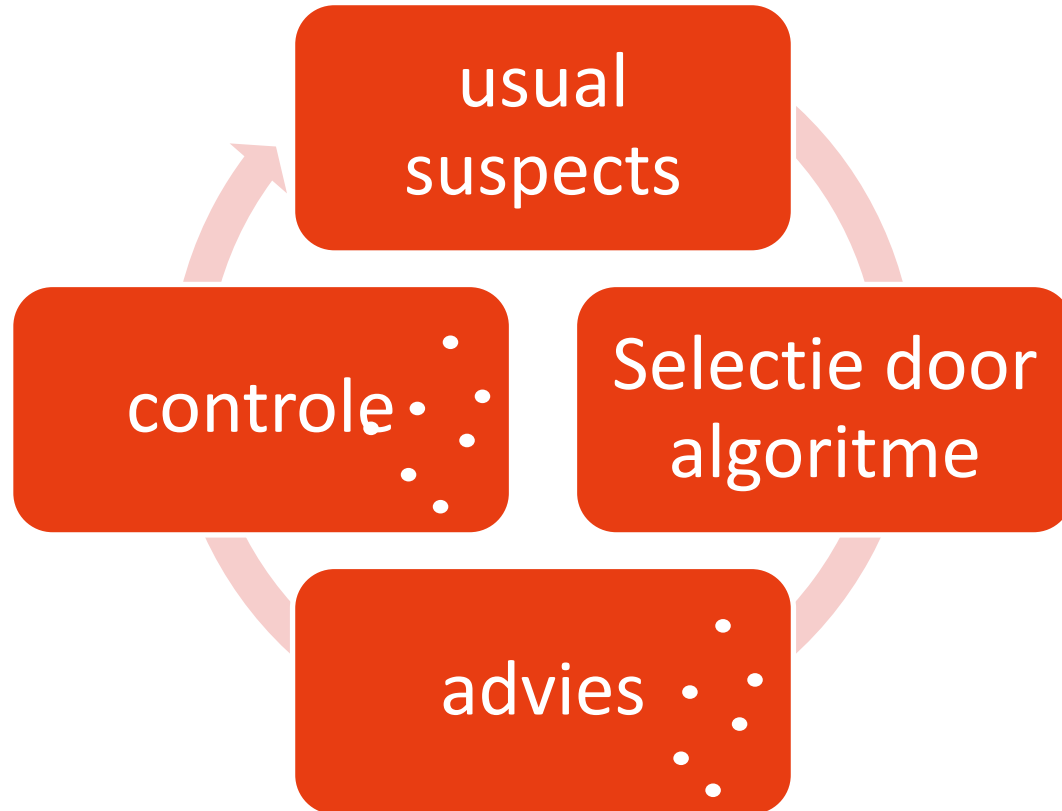 usual
suspects
Selectie door
algoritme
advies
controle